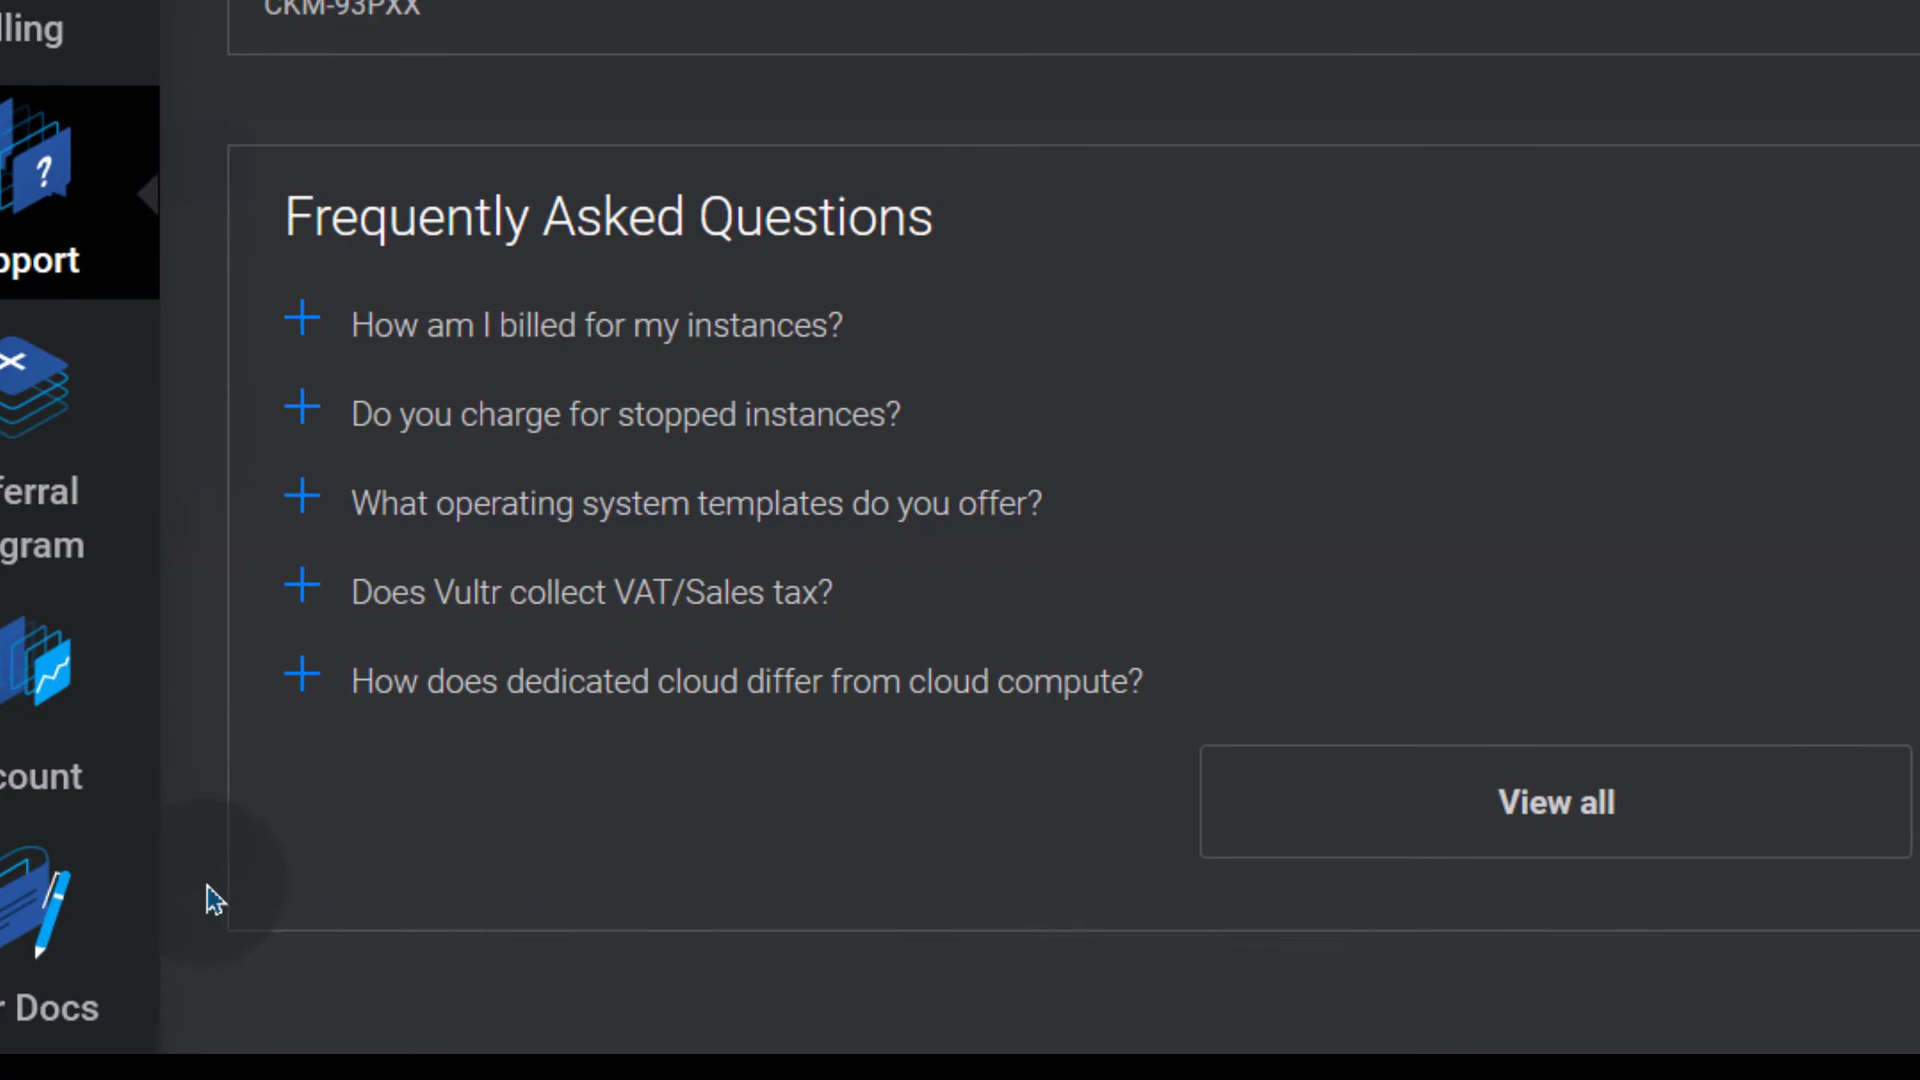 CKM-93PXX
lling
Frequently Asked Questions
pport
How am I billed for my instances?
Do you charge for stopped instances?
ferral
gram
What operating system templates do you offer?
Does Vultr collect VAT/Sales tax?
How does dedicated cloud differ from cloud compute?
count
View all
r Docs